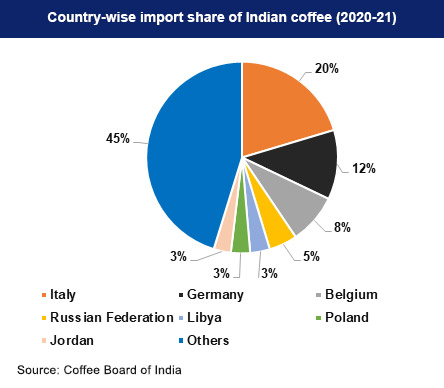 Country-wise import share of Indian coffee (2020-21)
20%
45%
12%
8%
3%
5%
3%
3%
Italy Germany Belgium
Russian Federation Libya Poland
Jordan Others
Source: Coffee Board of India